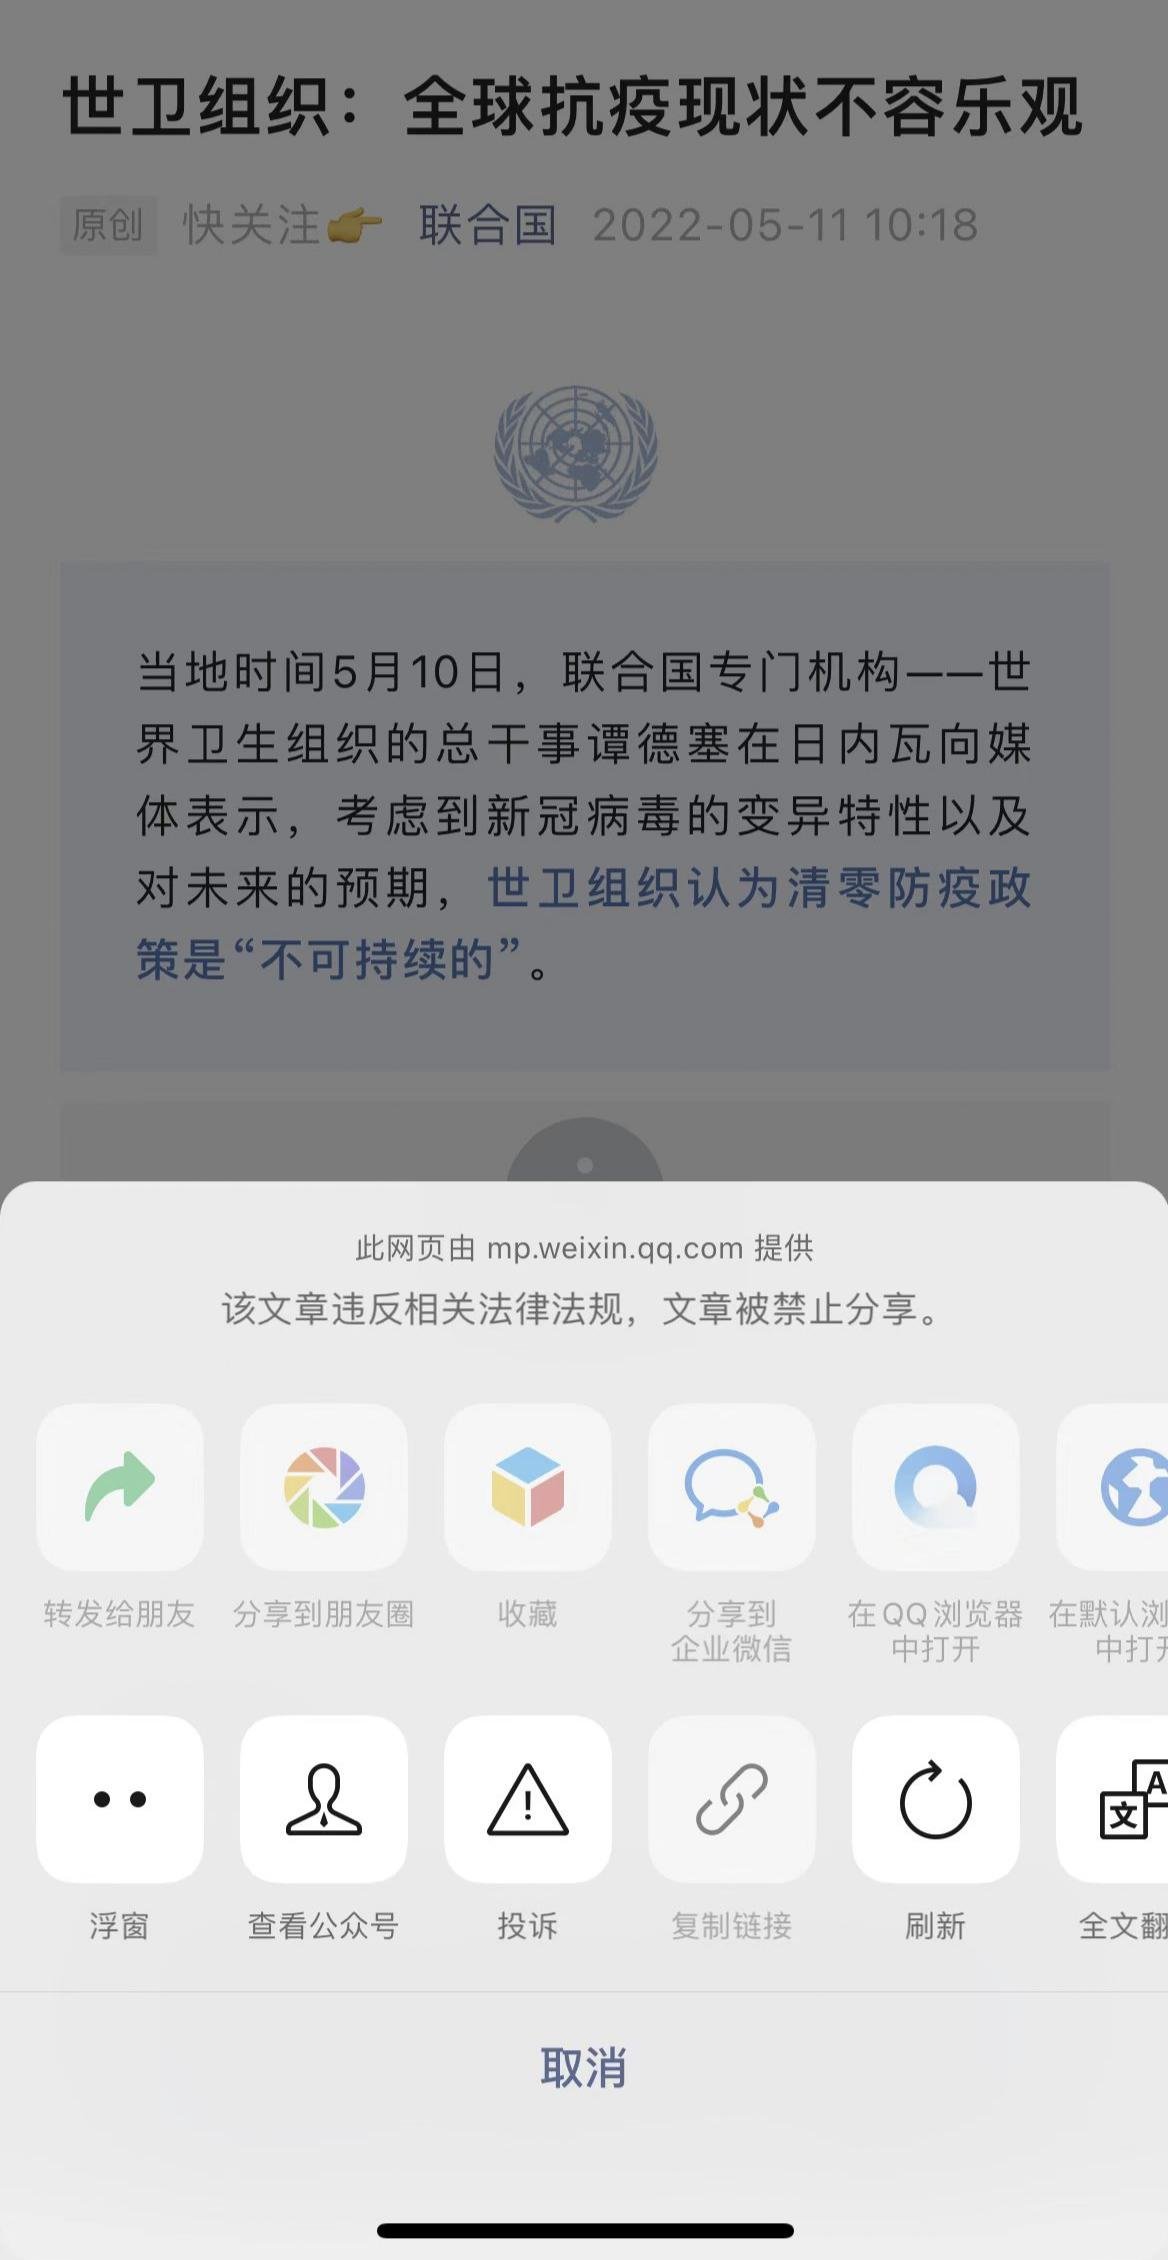 世卫组织：全球抗疫现状不容乐观
原创 快关注👉 联合国 2022-05-11 10:18
当地时间5月10日，联合国专门机构——世
界卫生组织的总干事谭德塞在日内瓦向媒
体表示，考虑到新冠病毒的变异特性以及
对未来的预期，世卫组织认为清零防疫政
策是“不可持续的”。
此网页由 mp.weixin.qq.com 提供
该文章违反相关法律法规，文章被禁止分享。
转发给朋友
分享到朋友圈
收藏
分享到
企业微信
在QQ浏览器
中打开
在默认浏
中打开
浮窗
查看公众号
投诉
复制链接
刷新
文 A
全文翻
取消